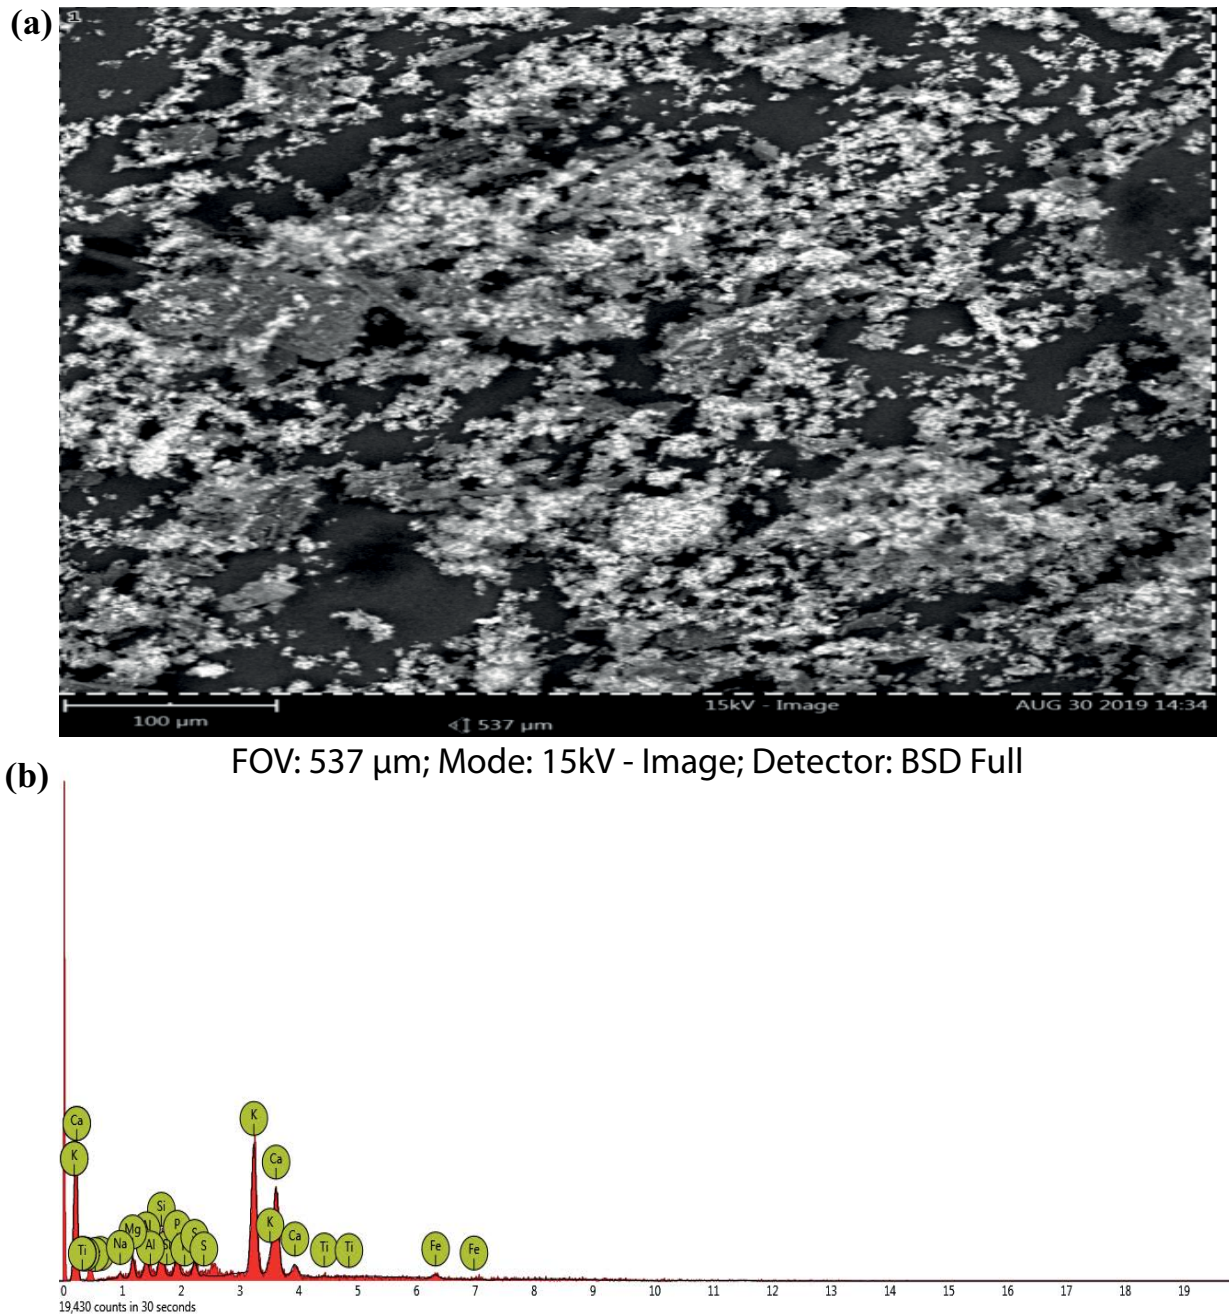 (a)
1
100 µm
537 µm
15kV - Image
AUG 30 2019 14:34
FOV: 537 µm; Mode: 15kV - Image; Detector: BSD Full
(b)
Ca
K
Ti
Na
Mg
Al
Si
P
S
K
K
Ca
Ca
Ti
Ti
Fe
Fe
0 1 2 3 4 5 6 7 8 9 10 11 12 13 14 15 16 17 18 19
19,430 counts in 30 seconds